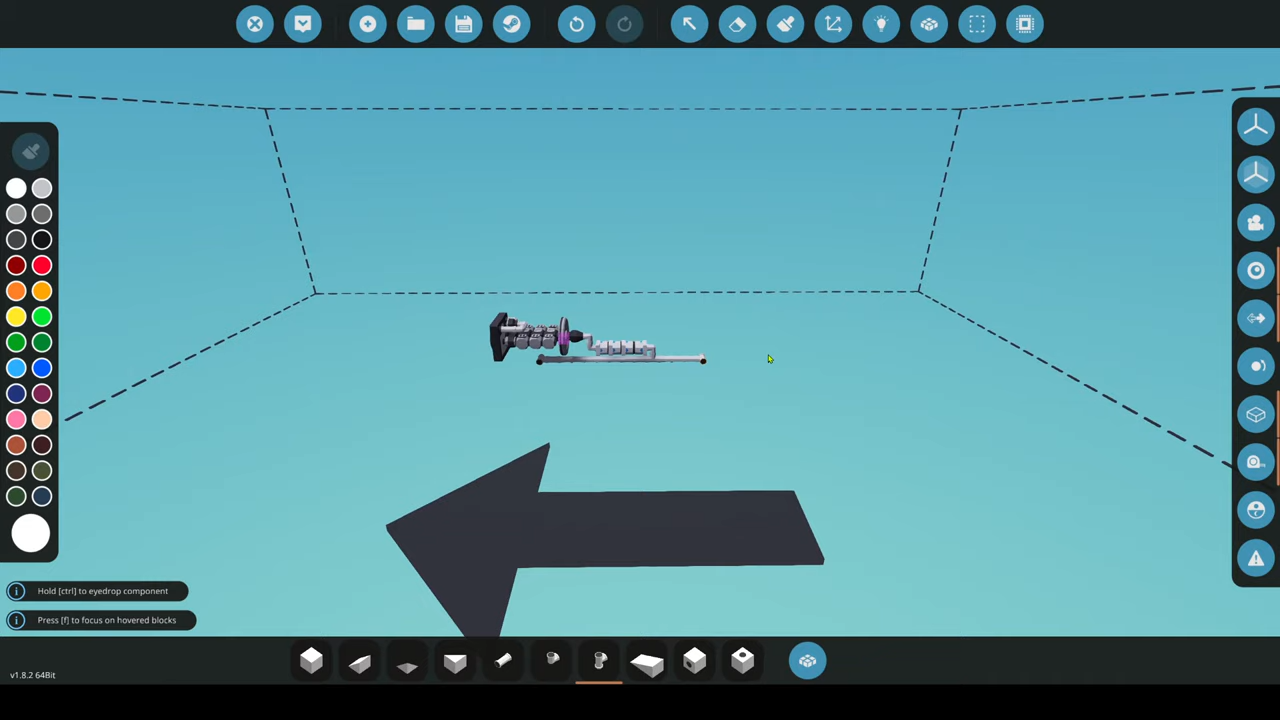 Hold [ctrl] to eyedrop component
Press [f] to focus on hovered blocks
v1.8.2 64Bit